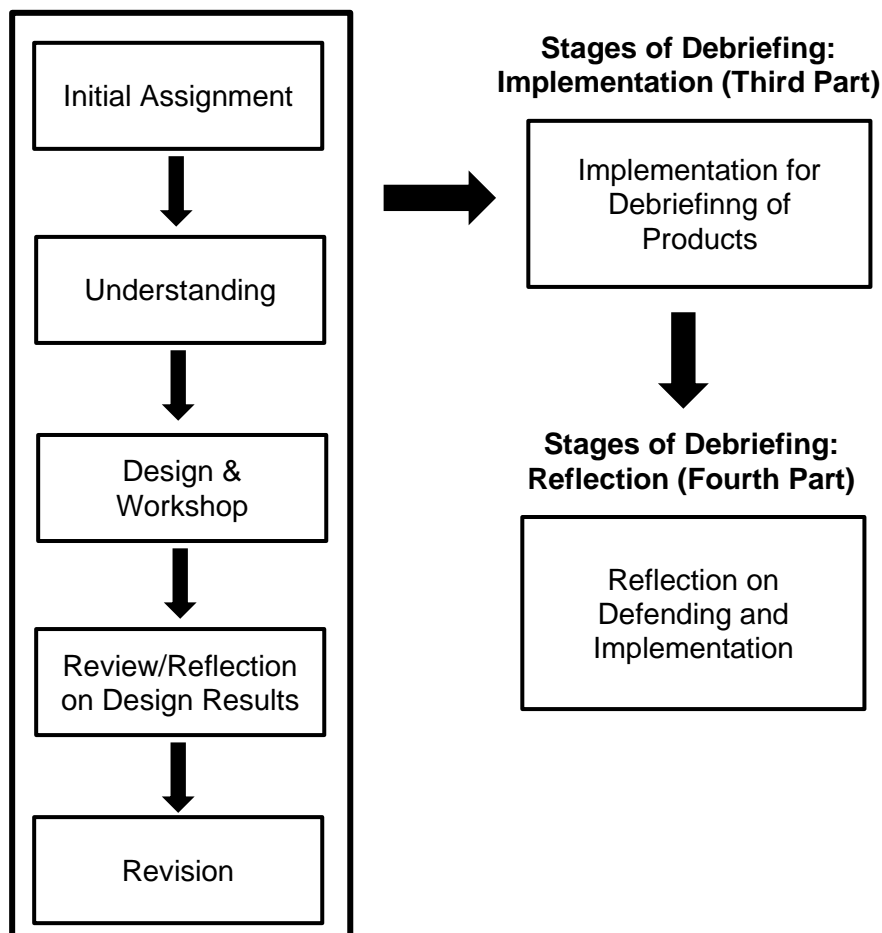 Initial Assignment
Understanding
Design &
Workshop
Review/Reflection
on Design Results
Revision
Stages of Debriefing:
Implementation (Third Part)
Implementation for
Debriefinng of
Products
Stages of Debriefing:
Reflection (Fourth Part)
Reflection on
Defending and
Implementation